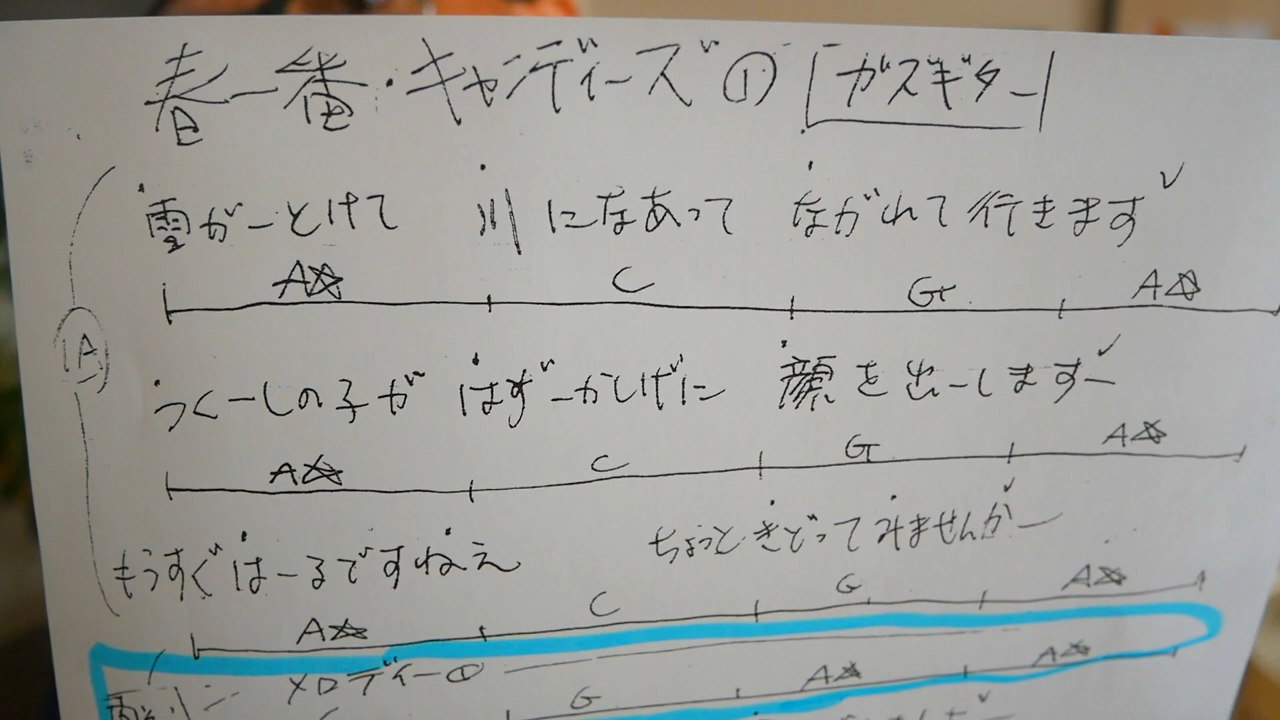 春一番・キャンディーズ① ガズギター
雪がーとけて 川になあって ながれて行きます
A☆ C G A☆
つくーしの子が はずーかしげに 顔を出ーしますー
Ⓐ
A☆ C G A☆
もうすぐはーるですねえ ちょっときどってみませんかー
A☆ C G A☆
メロディー①
G A☆ A☆